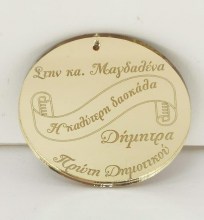 Στην κα. Μαγδαλένα
Η καλύτερη δασκάλα
Δήμητρα
Πρώτη Δημοτικού